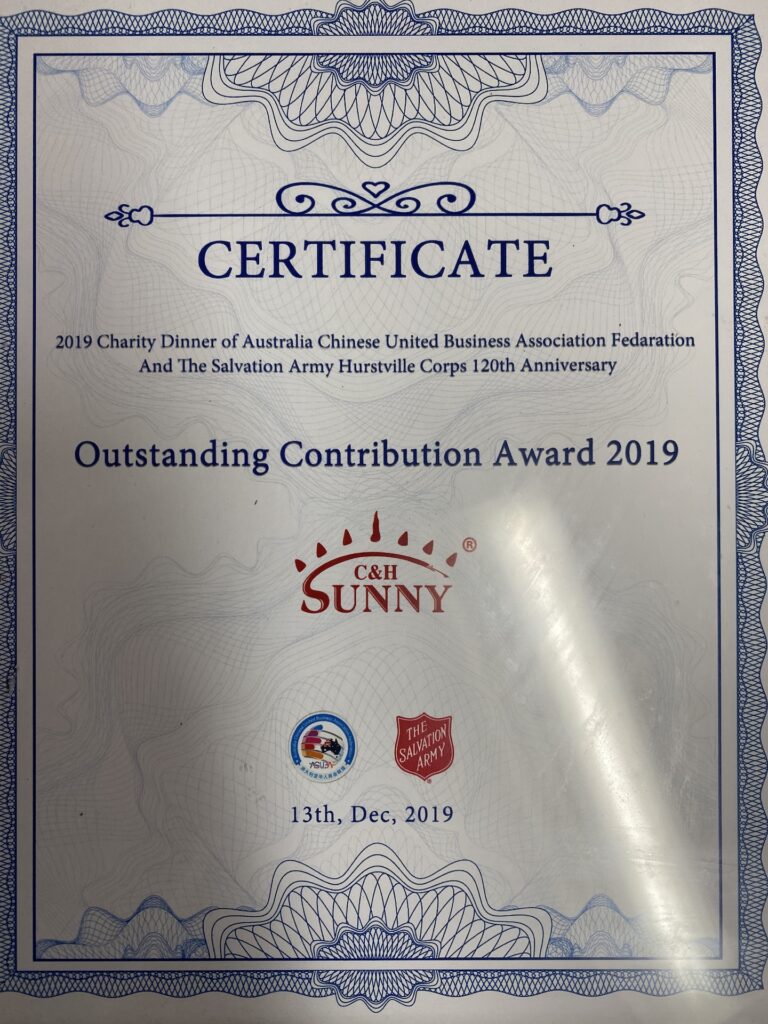 CERTIFICATE
2019 Charity Dinner of Australia Chinese United Business Association Fedaration
And The Salvation Army Hurstville Corps 120th Anniversary
Outstanding Contribution Award 2019
®
C&H
SUNNY
THE
SALVATION
ARMY
13th, Dec, 2019